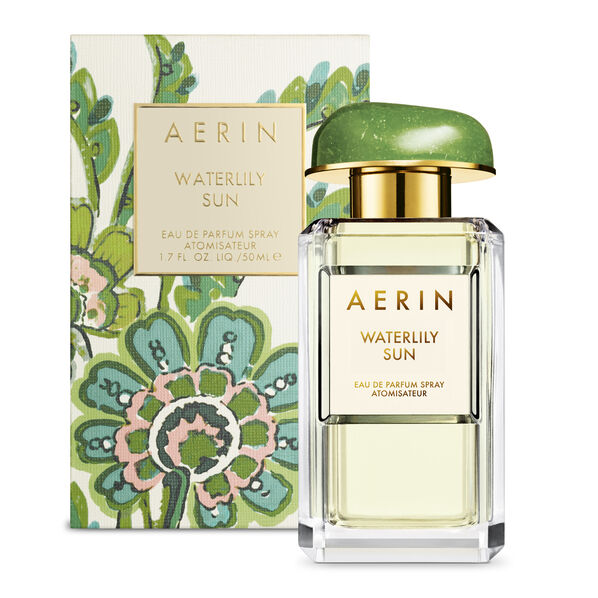 AERIN
WATERLILY
SUN
EAU DE PARFUM SPRAY
ATOMISATEUR
1.7 FL. OZ. LIQ./50ML℮
AERIN
WATERLILY
SUN
EAU DE PARFUM SPRAY
ATOMISATEUR